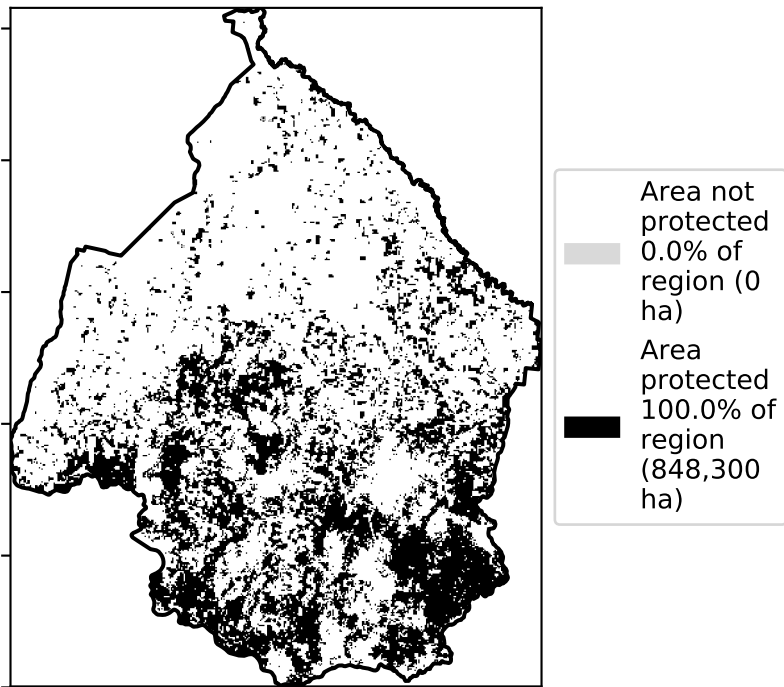 Area not
protected
0.0% of
region (0
ha)
Area
protected
100.0% of
region
(848,300
ha)